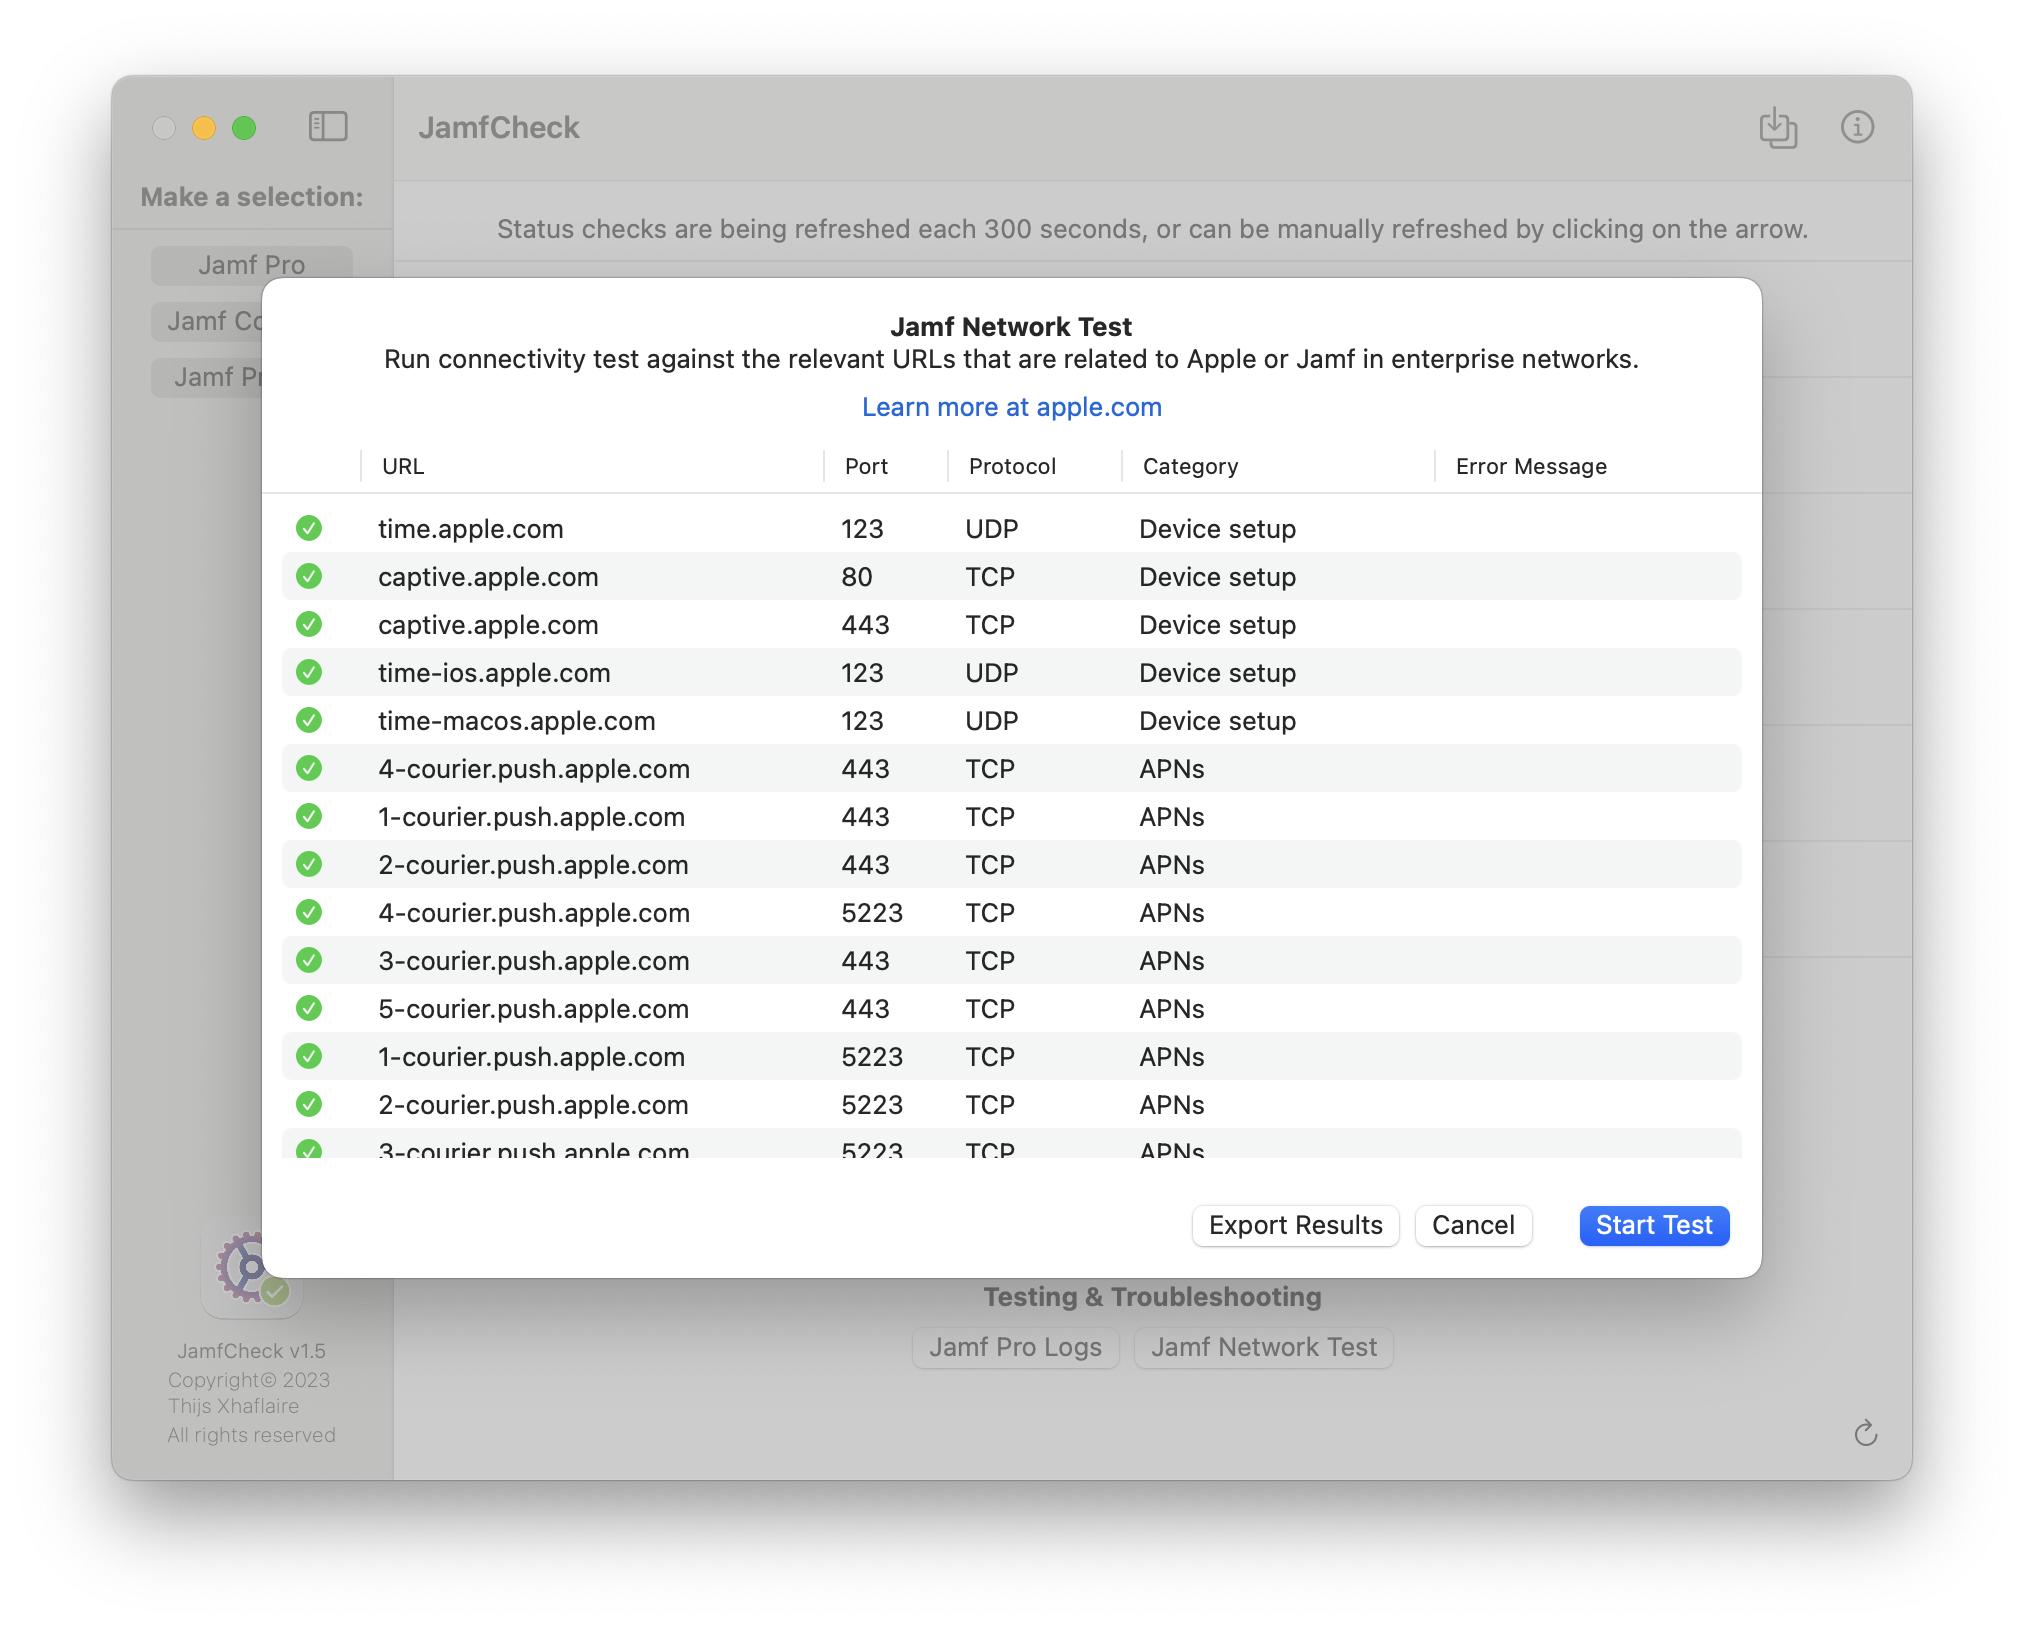 JamfCheck
Make a selection:
Status checks are being refreshed each 300 seconds, or can be manually refreshed by clicking on the arrow.
Jamf Pro
Jamf
Jamf
Jamf Network Test
Run connectivity test against the relevant URLs that are related to Apple or Jamf in enterprise networks.
Learn more at apple.com
URL Port Protocol Category Error Message
time.apple.com 123 UDP Device setup
captive.apple.com 80 TCP Device setup
captive.apple.com 443 TCP Device setup
time-ios.apple.com 123 UDP Device setup
time-macos.apple.com 123 UDP Device setup
4-courier.push.apple.com 443 TCP APNs
1-courier.push.apple.com 443 TCP APNs
2-courier.push.apple.com 443 TCP APNs
4-courier.push.apple.com 5223 TCP APNs
3-courier.push.apple.com 443 TCP APNs
5-courier.push.apple.com 443 TCP APNs
1-courier.push.apple.com 5223 TCP APNs
2-courier.push.apple.com 5223 TCP APNs
3-courier.push.apple.com 5223 TCP APNs
Export Results Cancel Start Test
Testing & Troubleshooting
Jamf Pro Logs Jamf Network Test
JamfCheck v1.5
Copyright© 2023
Thijs Xhaflaire
All rights reserved